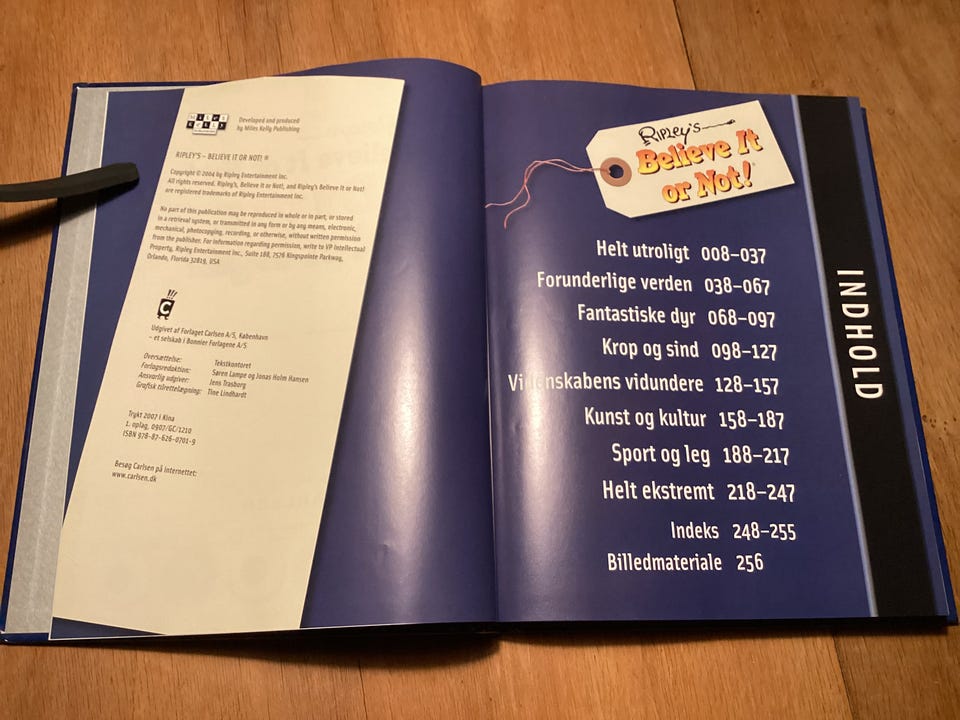 MILES
KELLY
Developed and produced
by Miles Kelly Publishing
RIPLEY'S – BELIEVE IT OR NOT! ®
Copyright © 2004 by Ripley Entertainment Inc.
All rights reserved. Ripley's, Believe It or Not!, and Ripley's Believe It or Not!
are registered trademarks of Ripley Entertainment Inc.
No part of this publication may be reproduced in whole or in part, or stored
in a retrieval system, or transmitted in any form or by any means, electronic,
mechanical, photocopying, recording, or otherwise, without written permission
from the publisher. For information regarding permission, write to VP Intellectual
Property, Ripley Entertainment Inc., Suite 188, 7576 Kingspointe Parkway,
Orlando, Florida 32819, USA
C
Udgivet af Forlaget Carlsen A/S, København
– et selskab i Bonnier Forlagene A/S
Oversættelse: Tekstkontoret
Forlagsredaktion: Søren Lampe og Jonas Holm Hansen
Ansvarlig udgiver: Jens Trasborg
Grafisk tilrettelægning: Tine Lindhardt
Trykt 2007 i Kina
1. oplag, 0907/GC/1210
ISBN 978-87-626-0701-9
Besøg Carlsen på internettet:
www.carlsen.dk
RIPLEY'S
Believe It
or Not!®
Helt utroligt 008–037
Forunderlige verden 038–067
Fantastiske dyr 068–097
Krop og sind 098–127
Videnskabens vidundere 128–157
Kunst og kultur 158–187
Sport og leg 188–217
Helt ekstremt 218–247
Indeks 248–255
Billedmateriale 256
INDHOLD